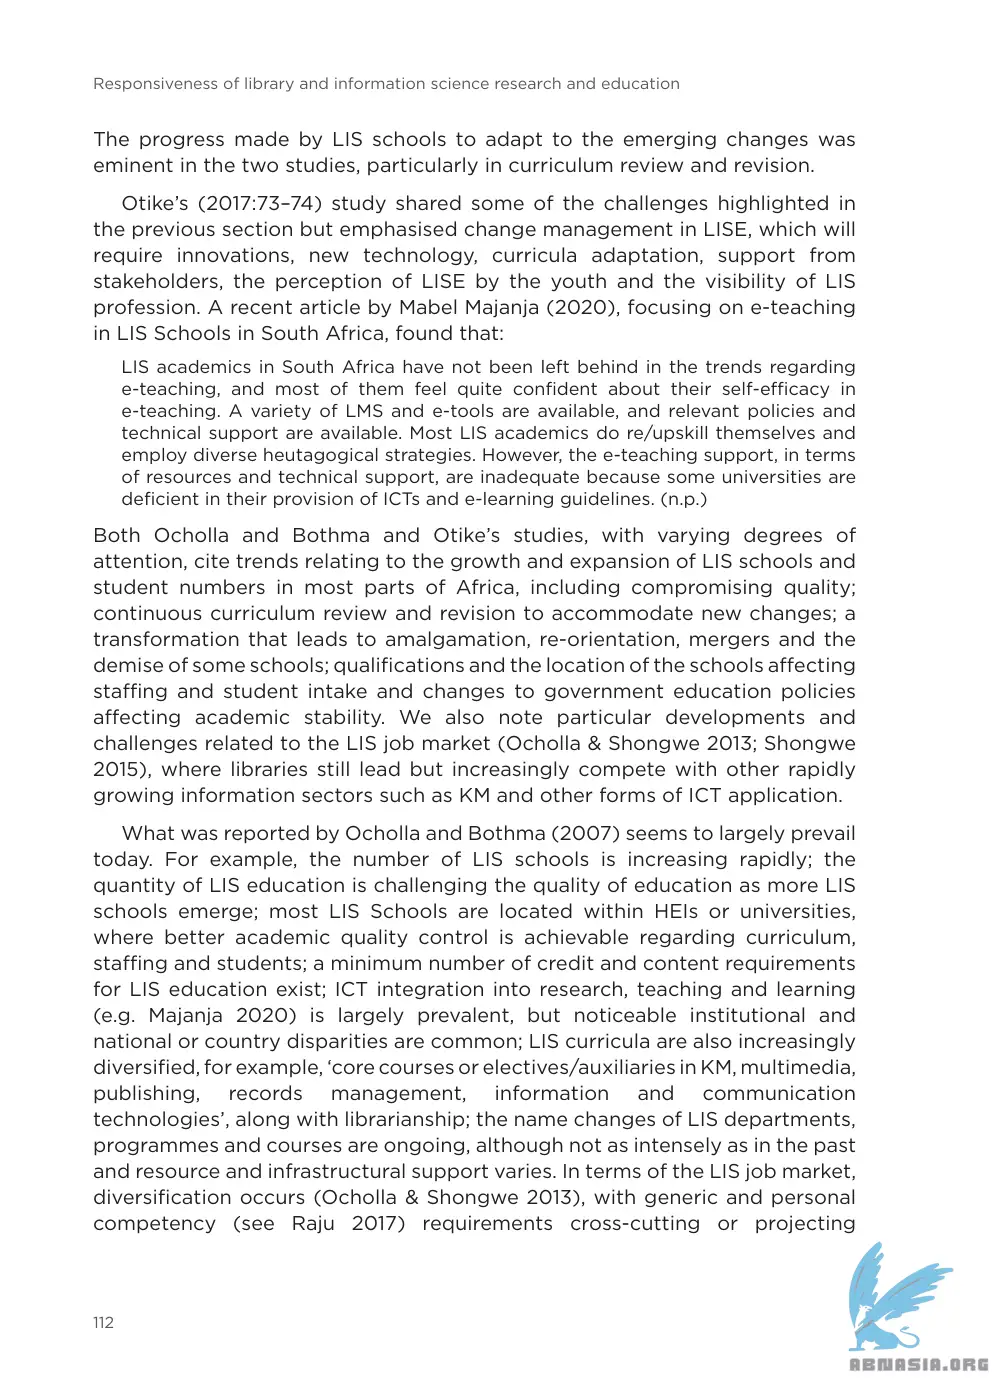 Responsiveness of library and information science research and education
The progress made by LIS schools to adapt to the emerging changes was
eminent in the two studies, particularly in curriculum review and revision.
Otike’s (2017:73–74) study shared some of the challenges highlighted in
the previous section but emphasised change management in LISE, which will
require innovations, new technology, curricula adaptation, support from
stakeholders, the perception of LISE by the youth and the visibility of LIS
profession. A recent article by Mabel Majanja (2020), focusing on e-teaching
in LIS Schools in South Africa, found that:
LIS academics in South Africa have not been left behind in the trends regarding
e-teaching, and most of them feel quite confident about their self-efficacy in
e-teaching. A variety of LMS and e-tools are available, and relevant policies and
technical support are available. Most LIS academics do re/upskill themselves and
employ diverse heutagogical strategies. However, the e-teaching support, in terms
of resources and technical support, are inadequate because some universities are
deficient in their provision of ICTs and e-learning guidelines. (n.p.)
Both Ocholla and Bothma and Otike’s studies, with varying degrees of
attention, cite trends relating to the growth and expansion of LIS schools and
student numbers in most parts of Africa, including compromising quality;
continuous curriculum review and revision to accommodate new changes; a
transformation that leads to amalgamation, re-orientation, mergers and the
demise of some schools; qualifications and the location of the schools affecting
staffing and student intake and changes to government education policies
affecting academic stability. We also note particular developments and
challenges related to the LIS job market (Ocholla & Shongwe 2013; Shongwe
2015), where libraries still lead but increasingly compete with other rapidly
growing information sectors such as KM and other forms of ICT application.
What was reported by Ocholla and Bothma (2007) seems to largely prevail
today. For example, the number of LIS schools is increasing rapidly; the
quantity of LIS education is challenging the quality of education as more LIS
schools emerge; most LIS Schools are located within HEIs or universities,
where better academic quality control is achievable regarding curriculum,
staffing and students; a minimum number of credit and content requirements
for LIS education exist; ICT integration into research, teaching and learning
(e.g. Majanja 2020) is largely prevalent, but noticeable institutional and
national or country disparities are common; LIS curricula are also increasingly
diversified, for example, ‘core courses or electives/auxiliaries in KM, multimedia,
publishing, records management, information and communication
technologies’, along with librarianship; the name changes of LIS departments,
programmes and courses are ongoing, although not as intensely as in the past
and resource and infrastructural support varies. In terms of the LIS job market,
diversification occurs (Ocholla & Shongwe 2013), with generic and personal
competency (see Raju 2017) requirements cross-cutting or projecting
112
ABNASIA.ORG